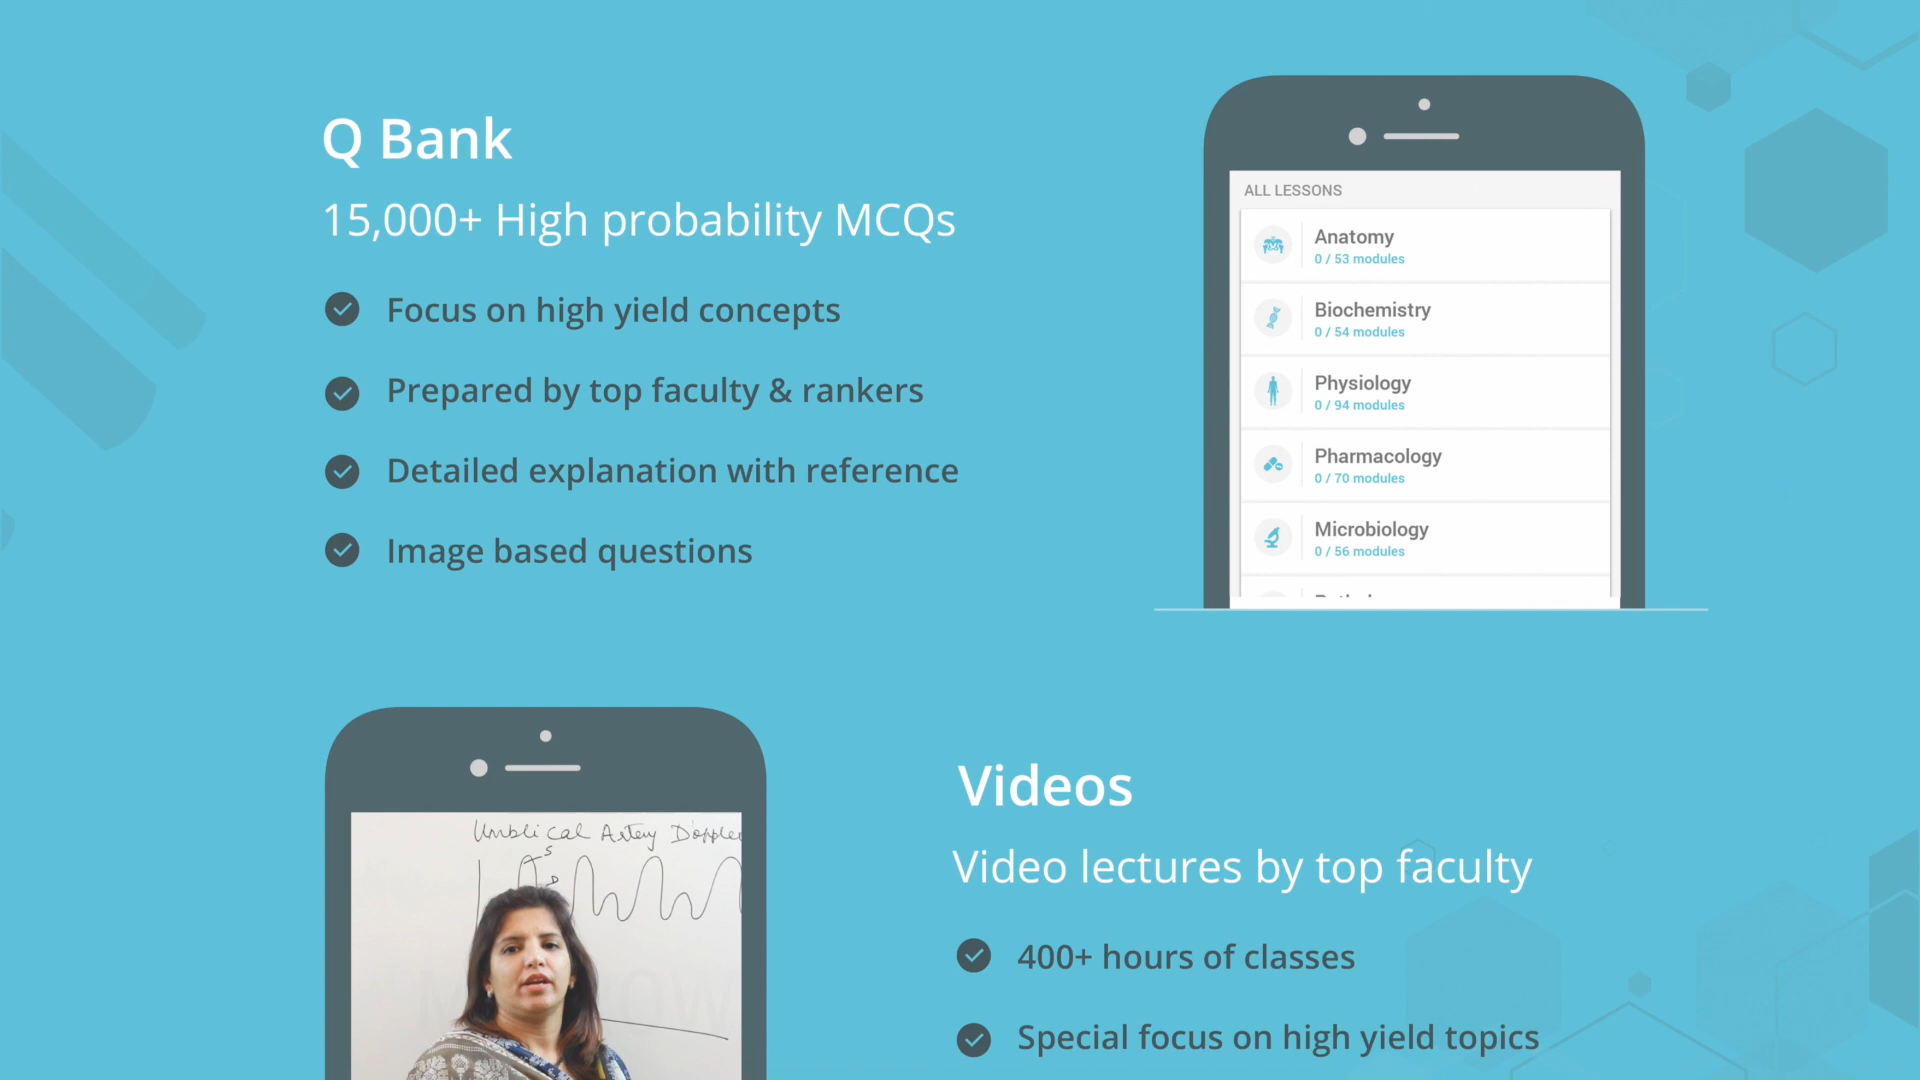 Q Bank
15,000+ High probability MCQs
Focus on high yield concepts
Prepared by top faculty & rankers
Detailed explanation with reference
Image based questions
ALL LESSONS
Anatomy
0 / 53 modules
Biochemistry
0 / 54 modules
Physiology
0 / 94 modules
Pharmacology
0 / 70 modules
Microbiology
0 / 56 modules
Umblical Artery Doppler
S
D
Videos
Video lectures by top faculty
400+ hours of classes
Special focus on high yield topics